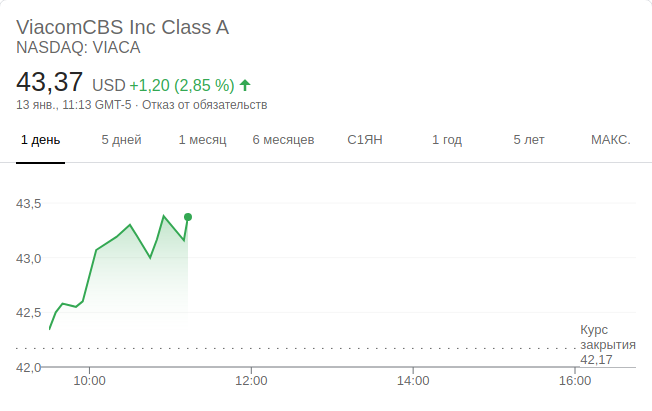 ViacomCBS Inc Class A
NASDAQ: VIACA
43,37 USD +1,20 (2,85 %)
13 янв., 11:13 GMT-5 · Отказ от обязательств
1 день 5 дней 1 месяц 6 месяцев С1ЯН 1 год 5 лет МАКС.
43,5
43,0
42,5
42,0
Курс
закрытия
42,17
10:00 12:00 14:00 16:00